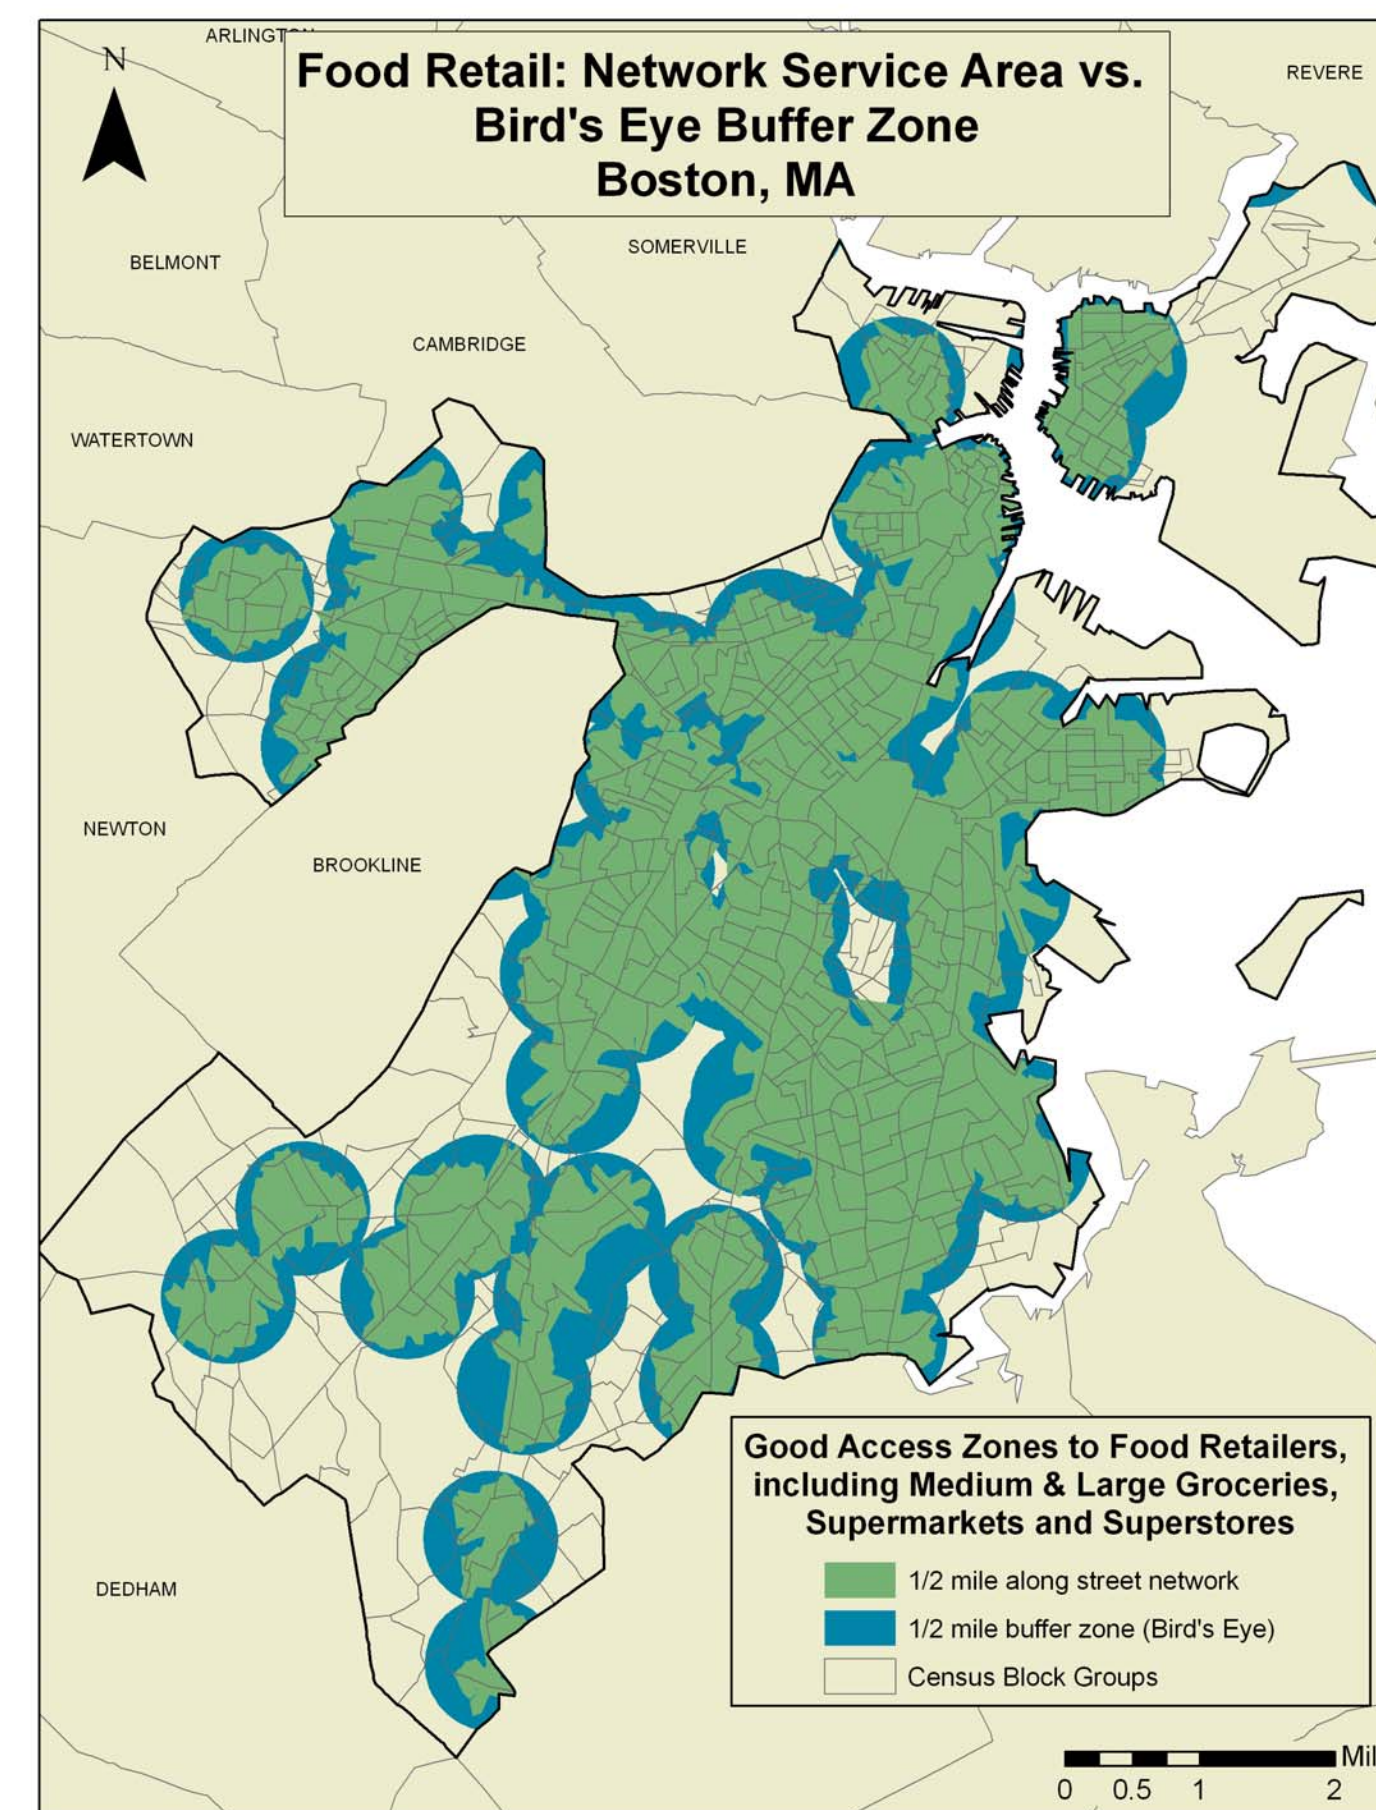 ARLINGTON
N
Food Retail: Network Service Area vs.
Bird's Eye Buffer Zone
Boston, MA
REVERE
BELMONT
SOMERVILLE
CAMBRIDGE
WATERTOWN
NEWTON
BROOKLINE
DEDHAM
Good Access Zones to Food Retailers,
including Medium & Large Groceries,
Supermarkets and Superstores
1/2 mile along street network
1/2 mile buffer zone (Bird's Eye)
Census Block Groups
Mil
0 0.5 1 2